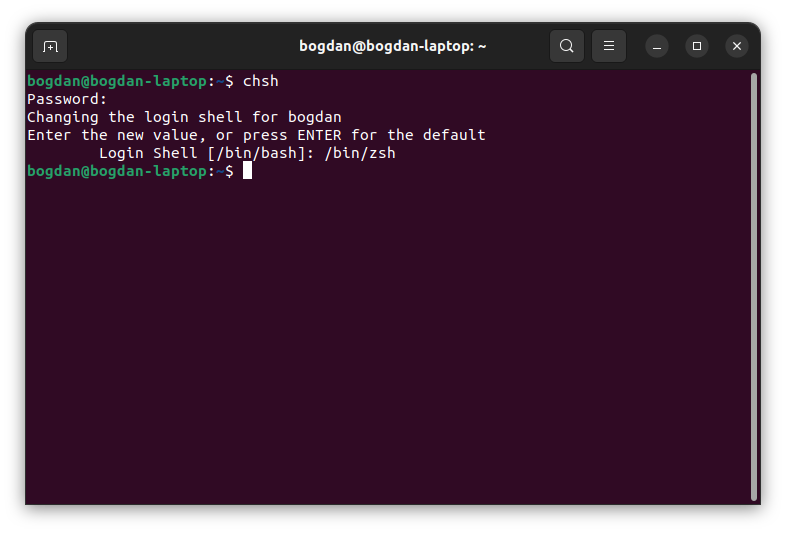 bogdan@bogdan-laptop: ~
bogdan@bogdan-laptop:~$ chsh
Password:
Changing the login shell for bogdan
Enter the new value, or press ENTER for the default
        Login Shell [/bin/bash]: /bin/zsh
bogdan@bogdan-laptop:~$